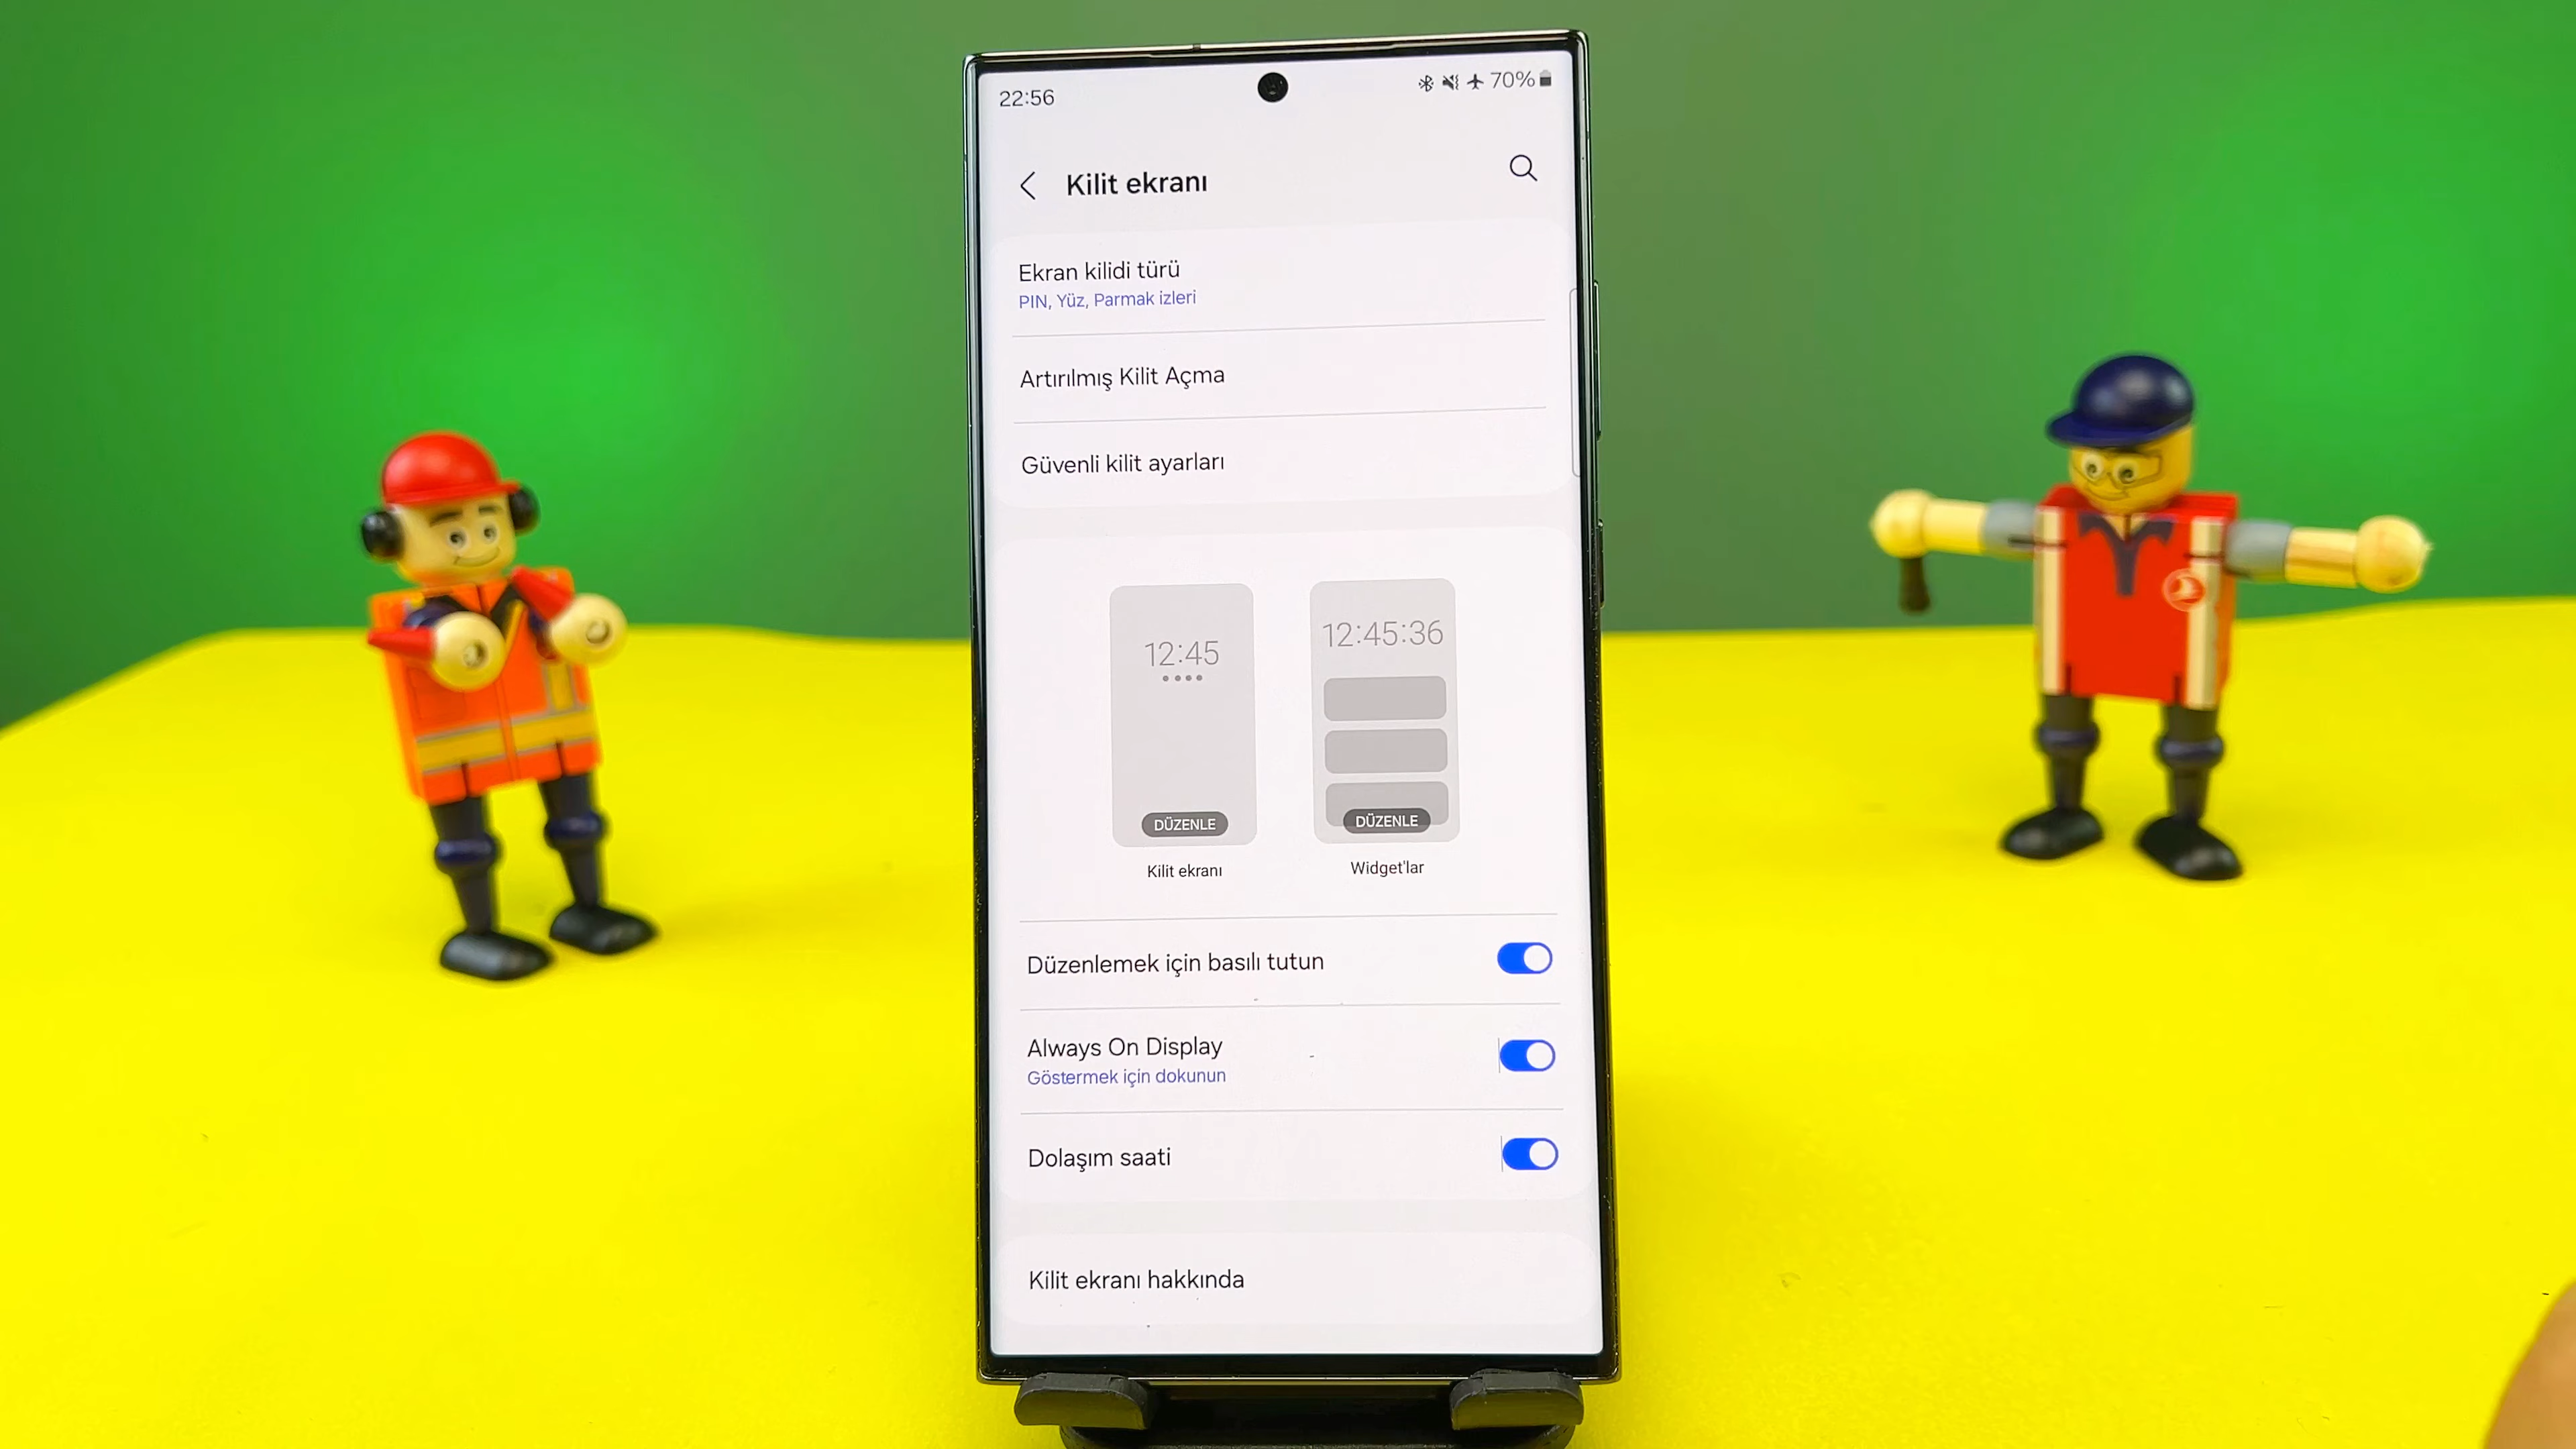 22:56
70%
Kilit ekranı
Ekran kilidi türü
PIN, Yüz, Parmak izleri
Artırılmış Kilit Açma
Güvenli kilit ayarları
12:45
12:45:36
DÜZENLE
DÜZENLE
Kilit ekranı
Widget'lar
Düzenlemek için basılı tutun
Always On Display
Göstermek için dokunun
Dolaşım saati
Kilit ekranı hakkında